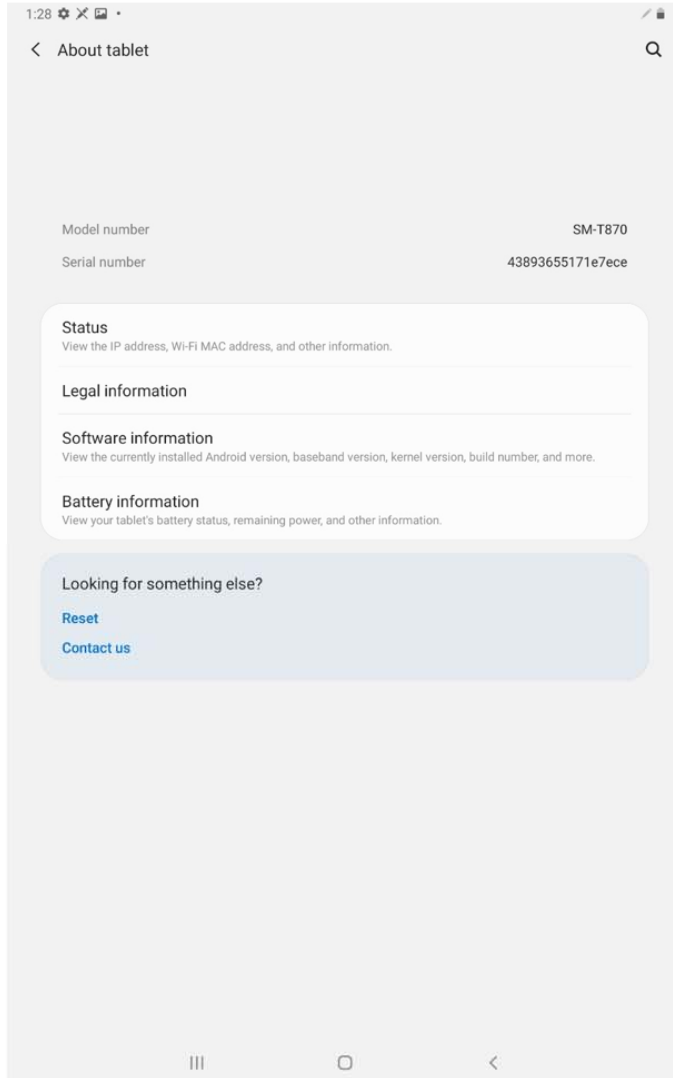 1:28
About tablet
Model number SM-T870
Serial number 43893655171e7ece
Status
View the IP address, Wi-Fi MAC address, and other information.
Legal information
Software information
View the currently installed Android version, baseband version, kernel version, build number, and more.
Battery information
View your tablet's battery status, remaining power, and other information.
Looking for something else?
Reset
Contact us